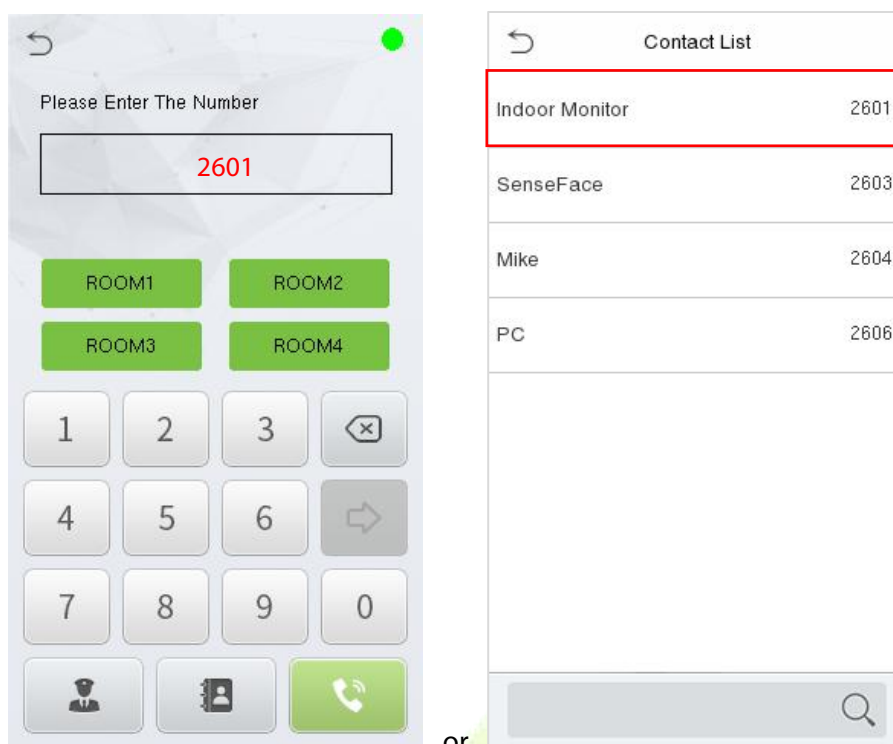 Please Enter The Number
2601
ROOM1 ROOM2
ROOM3 ROOM4
1 2 3
4 5 6
7 8 9 0
or
Contact List
Indoor Monitor 2601
SenseFace 2603
Mike 2604
PC 2606